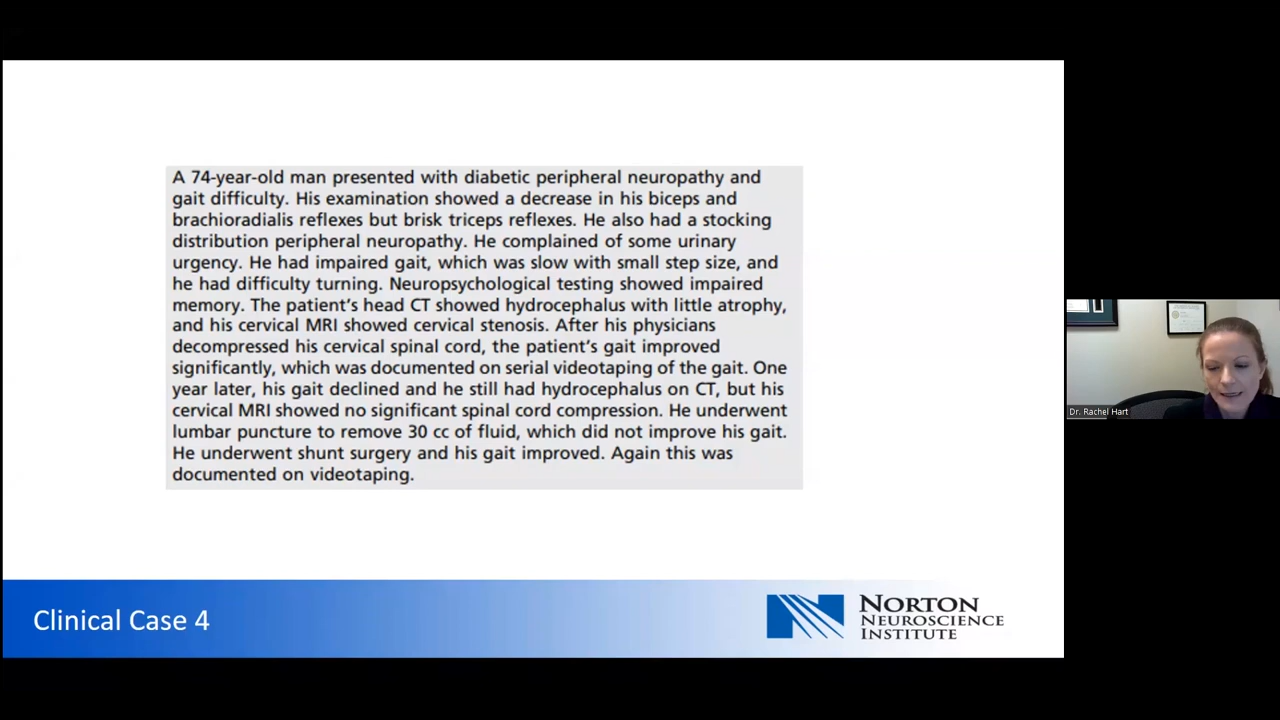 A 74-year-old man presented with diabetic peripheral neuropathy and
gait difficulty. His examination showed a decrease in his biceps and
brachioradialis reflexes but brisk triceps reflexes. He also had a stocking
distribution peripheral neuropathy. He complained of some urinary
urgency. He had impaired gait, which was slow with small step size, and
he had difficulty turning. Neuropsychological testing showed impaired
memory. The patient's head CT showed hydrocephalus with little atrophy,
and his cervical MRI showed cervical stenosis. After his physicians
decompressed his cervical spinal cord, the patient's gait improved
significantly, which was documented on serial videotaping of the gait. One
year later, his gait declined and he still had hydrocephalus on CT, but his
cervical MRI showed no significant spinal cord compression. He underwent
lumbar puncture to remove 30 cc of fluid, which did not improve his gait.
He underwent shunt surgery and his gait improved. Again this was
documented on videotaping.
Dr. Rachel Hart
Clinical Case 4
NORTON
NEUROSCIENCE
INSTITUTE